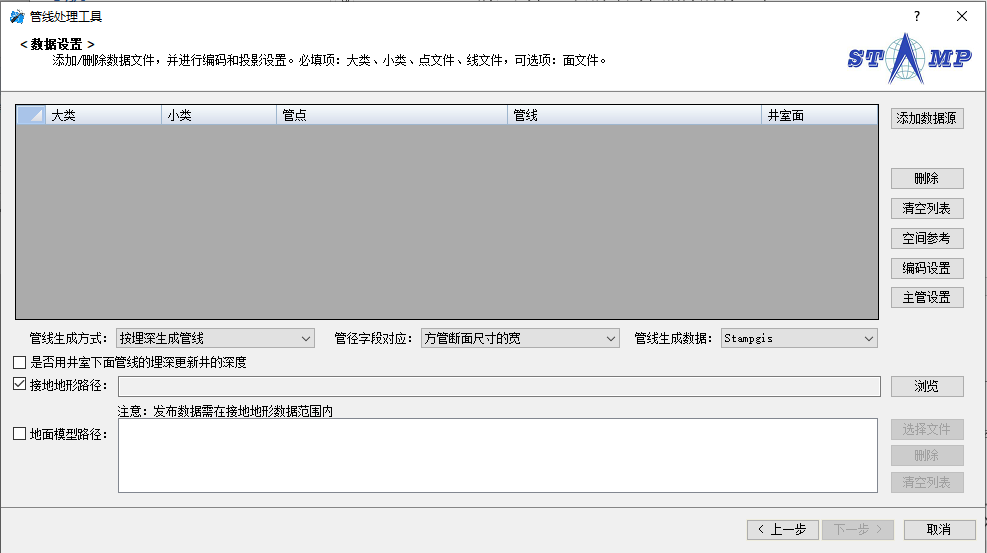 管线处理工具
?
<数据设置 >
添加/删除数据文件，并进行编码和投影设置。必填项：大类、小类、点文件、线文件，可选项：面文件。
STAMP
大类 小类 管点 管线 井室面
添加数据源
删除
清空列表
空间参考
编码设置
主管设置
管线生成方式： 按埋深生成管线 管径字段对应： 方管断面尺寸的宽 管线生成数据： Stampgis
是否用井室下面管线的埋深更新井的深度
接地地形路径： 浏览
注意：发布数据需在接地地形数据范围内
地面模型路径：
选择文件
删除
清空列表
< 上一步 下一步 > 取消